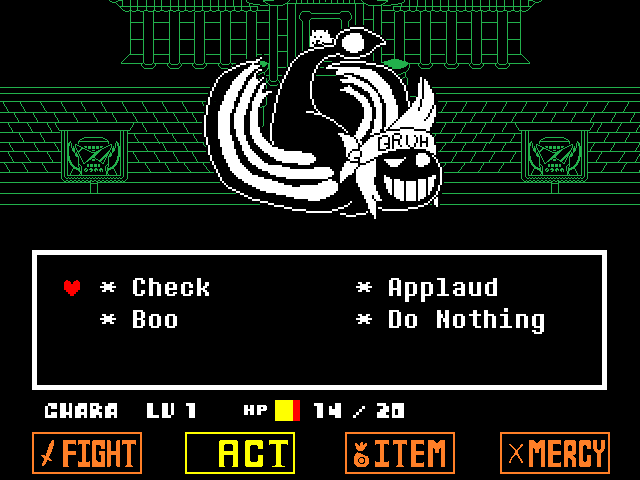 BRUH
* Check * Applaud
* Boo * Do Nothing
CHARA LV 1 HP 14 / 20
FIGHT ACT ITEM MERCY